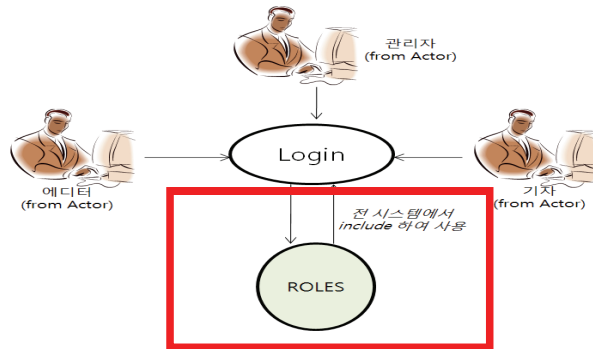 관리자
(from Actor)
Login
에디터
(from Actor)
기자
(from Actor)
전 시스템에서
include 하여 사용
ROLES